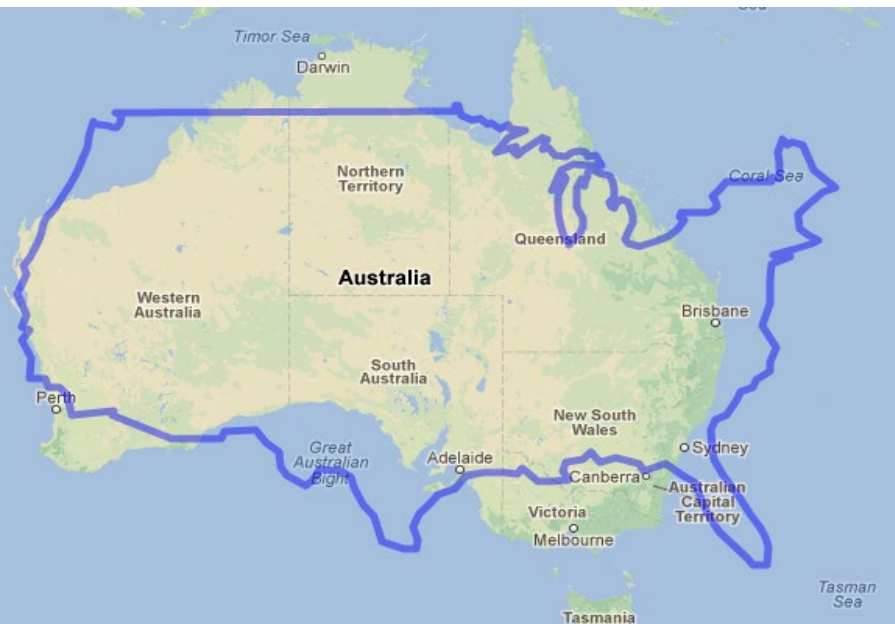 Sea
Timor Sea
Darwin
Northern
Territory
Coral Sea
Queensland
Australia
Western
Australia
Brisbane
South
Australia
Perth
New South
Wales
Great
Australian
Bight
Adelaide
Sydney
Canberra
Australian
Capital
Territory
Victoria
Melbourne
Tasman
Sea
Tasmania